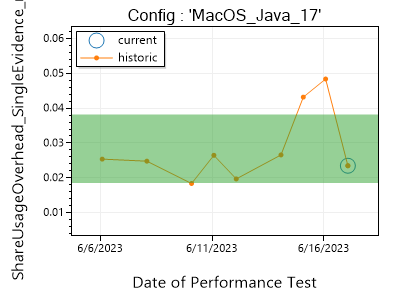 Config : 'MacOS_Java_17'
ShareUsageOverhead_SingleEvidence_
0.06
0.05
0.04
0.03
0.02
0.01
current
historic
6/6/2023
6/11/2023
6/16/2023
Date of Performance Test